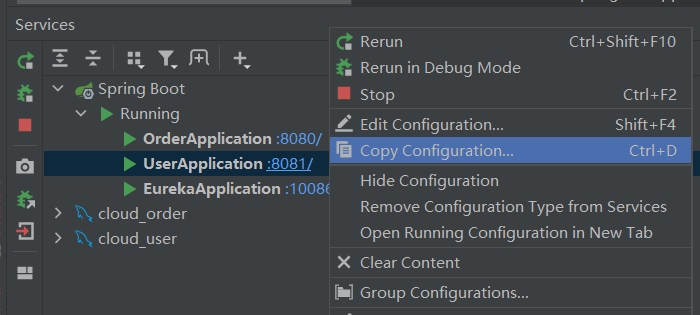 Services
Spring Boot
Running
OrderApplication :8080/
UserApplication :8081/
EurekaApplication :10086
cloud_order
cloud_user
Rerun Ctrl+Shift+F10
Rerun in Debug Mode
Stop Ctrl+F2
Edit Configuration... Shift+F4
Copy Configuration... Ctrl+D
Hide Configuration
Remove Configuration Type from Services
Open Running Configuration in New Tab
Clear Content
Group Configurations...